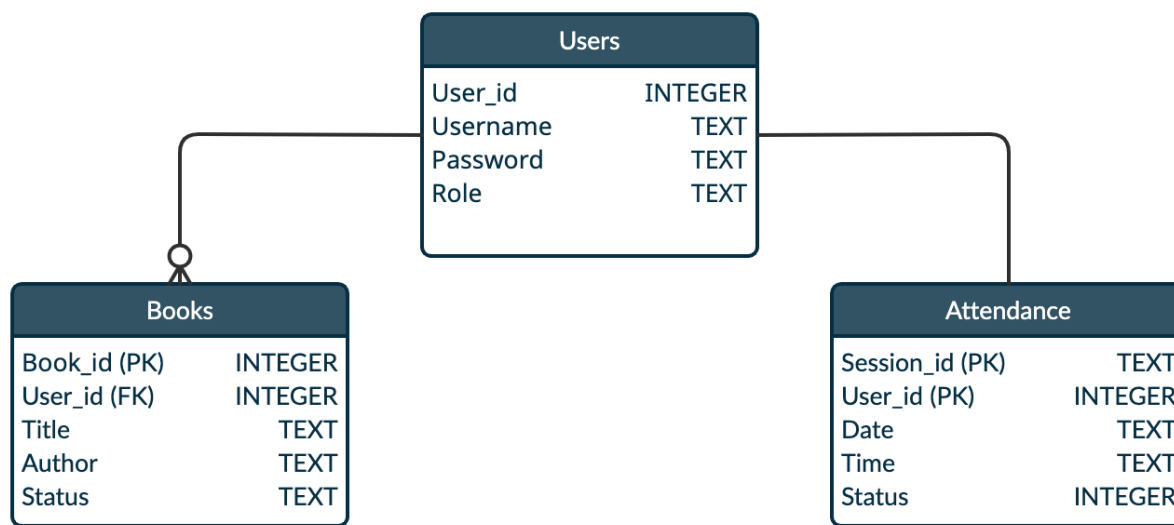 Users
User_id INTEGER
Username TEXT
Password TEXT
Role TEXT
Books
Book_id (PK) INTEGER
User_id (FK) INTEGER
Title TEXT
Author TEXT
Status TEXT
Attendance
Session_id (PK) TEXT
User_id (PK) INTEGER
Date TEXT
Time TEXT
Status INTEGER